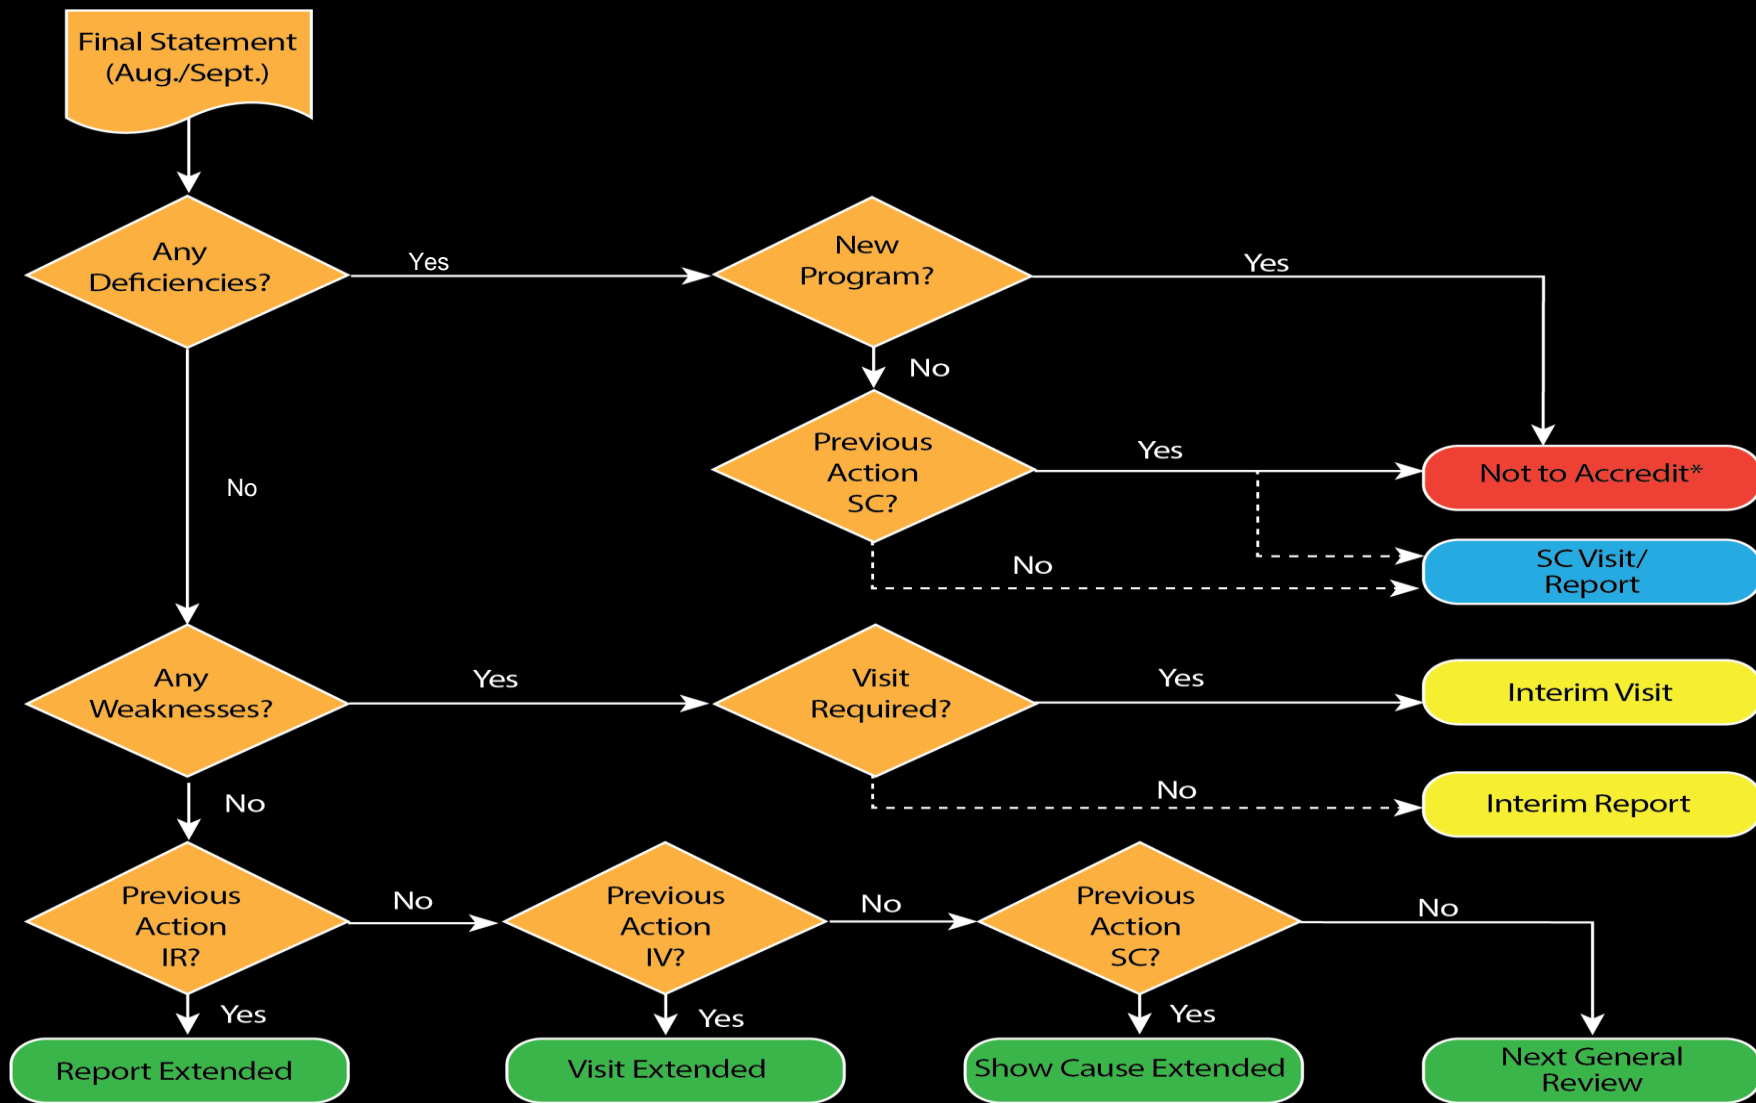 Final Statement
(Aug./Sept.)
Any
Deficiencies?
Yes
New
Program?
Yes
No
Previous
Action
SC?
Yes
Not to Accredit*
No
No
SC Visit/
Report
Any
Weaknesses?
Yes
Visit
Required?
Yes
Interim Visit
No
No
Interim Report
Previous
Action
IR?
No
Previous
Action
IV?
No
Previous
Action
SC?
No
Yes
Yes
Yes
Report Extended
Visit Extended
Show Cause Extended
Next General
Review